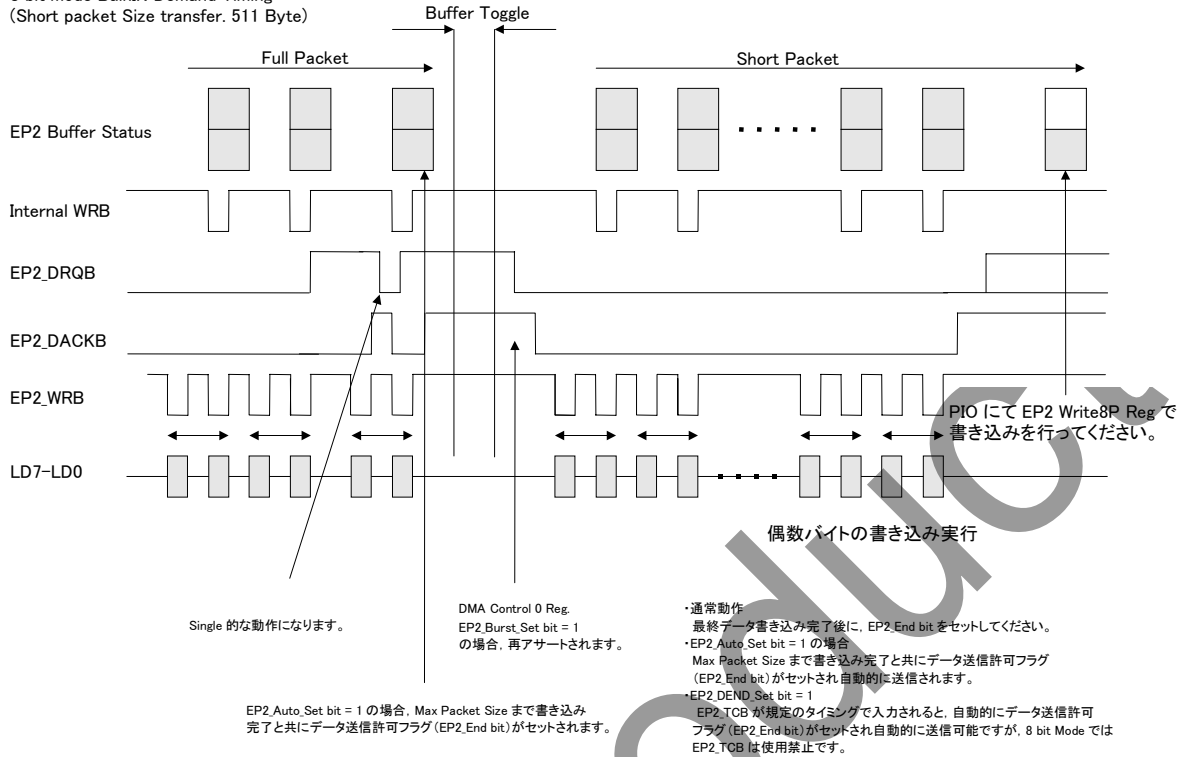 (Short packet Size transfer. 511 Byte)
Buffer Toggle
Full Packet
Short Packet
EP2 Buffer Status
Internal WRB
EP2_DRQB
EP2_DACKB
EP2_WRB
PIO にて EP2 Write8P Reg で
書き込みを行ってください。
LD7-LD0
偶数バイトの書き込み実行
Single 的な動作になります。
DMA Control 0 Reg.
EP2_Burst_Set bit = 1
の場合, 再アサートされます。
EP2_Auto_Set bit = 1 の場合, Max Packet Size まで書き込み
完了と共にデータ送信許可フラグ(EP2_End bit)がセットされます。
・通常動作
最終データ書き込み完了後に, EP2_End bit をセットしてください。
・EP2_Auto_Set bit = 1 の場合
Max Packet Size まで書き込み完了と共にデータ送信許可フラグ
(EP2_End bit)がセットされ自動的に送信されます。
・EP2_DEND_Set bit = 1
EP2_TCB が規定のタイミングで入力されると, 自動的にデータ送信許可
フラグ(EP2_End bit)がセットされ自動的に送信可能ですが, 8 bit Mode では
EP2_TCB は使用禁止です。